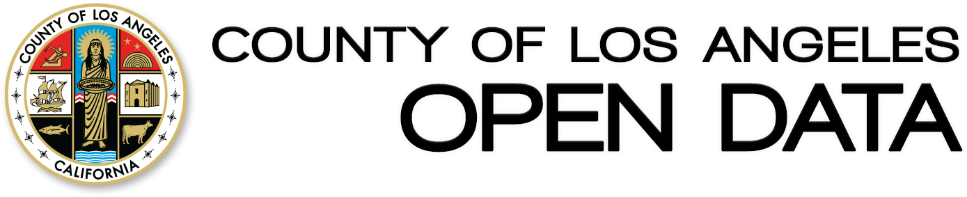 COUNTY OF LOS ANGELES
CALIFORNIA
COUNTY OF LOS ANGELES
OPEN DATA